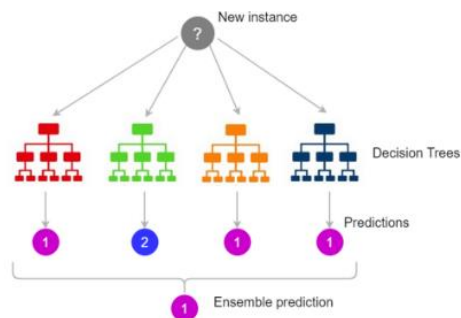 New instance
?
Decision Trees
Predictions
1
2
1
1
1
Ensemble prediction